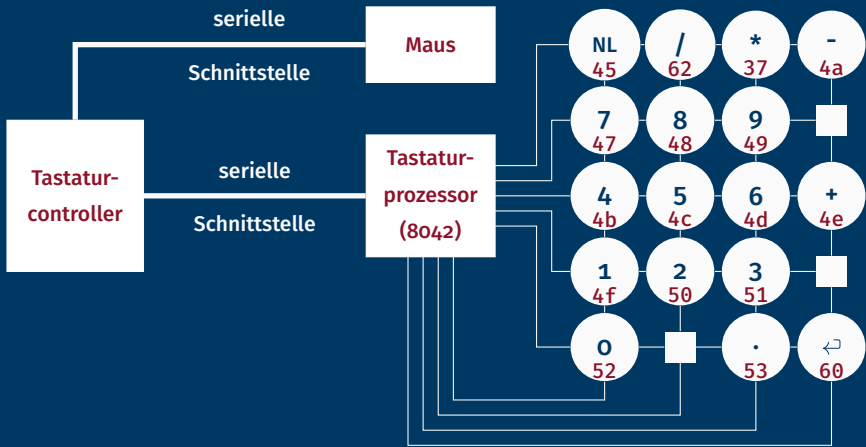 serielle
Schnittstelle
Maus
Tastatur-
controller
serielle
Schnittstelle
Tastatur-
prozessor
(8042)
NL / * -
45 62 37 4a
7 8 9
47 48 49
4 5 6 +
4b 4c 4d 4e
1 2 3
4f 50 51
0 . ↵
52 53 60